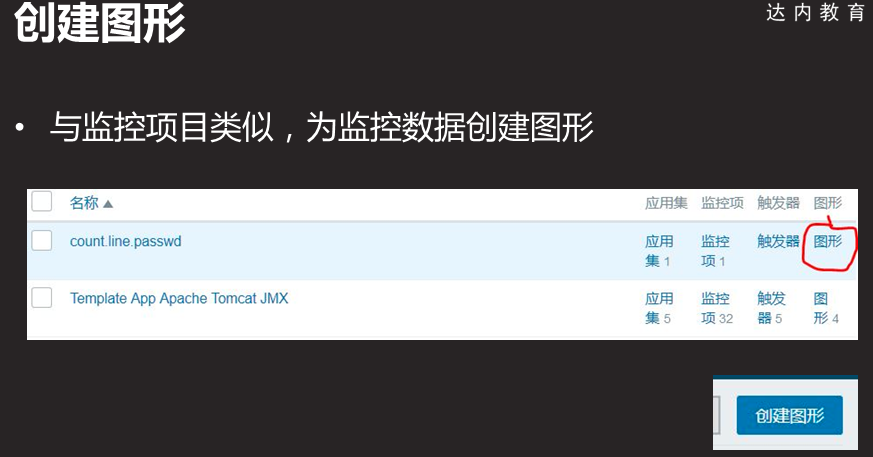 创建图形
达内教育
• 与监控项目类似，为监控数据创建图形
名称▲ 应用集 监控项 触发器 图形
count.line.passwd 应用 监控 触发器 图形
集 1 项 1
Template App Apache Tomcat JMX 应用 监控 触发 图
集 5 项 32 器 5 形 4
创建图形